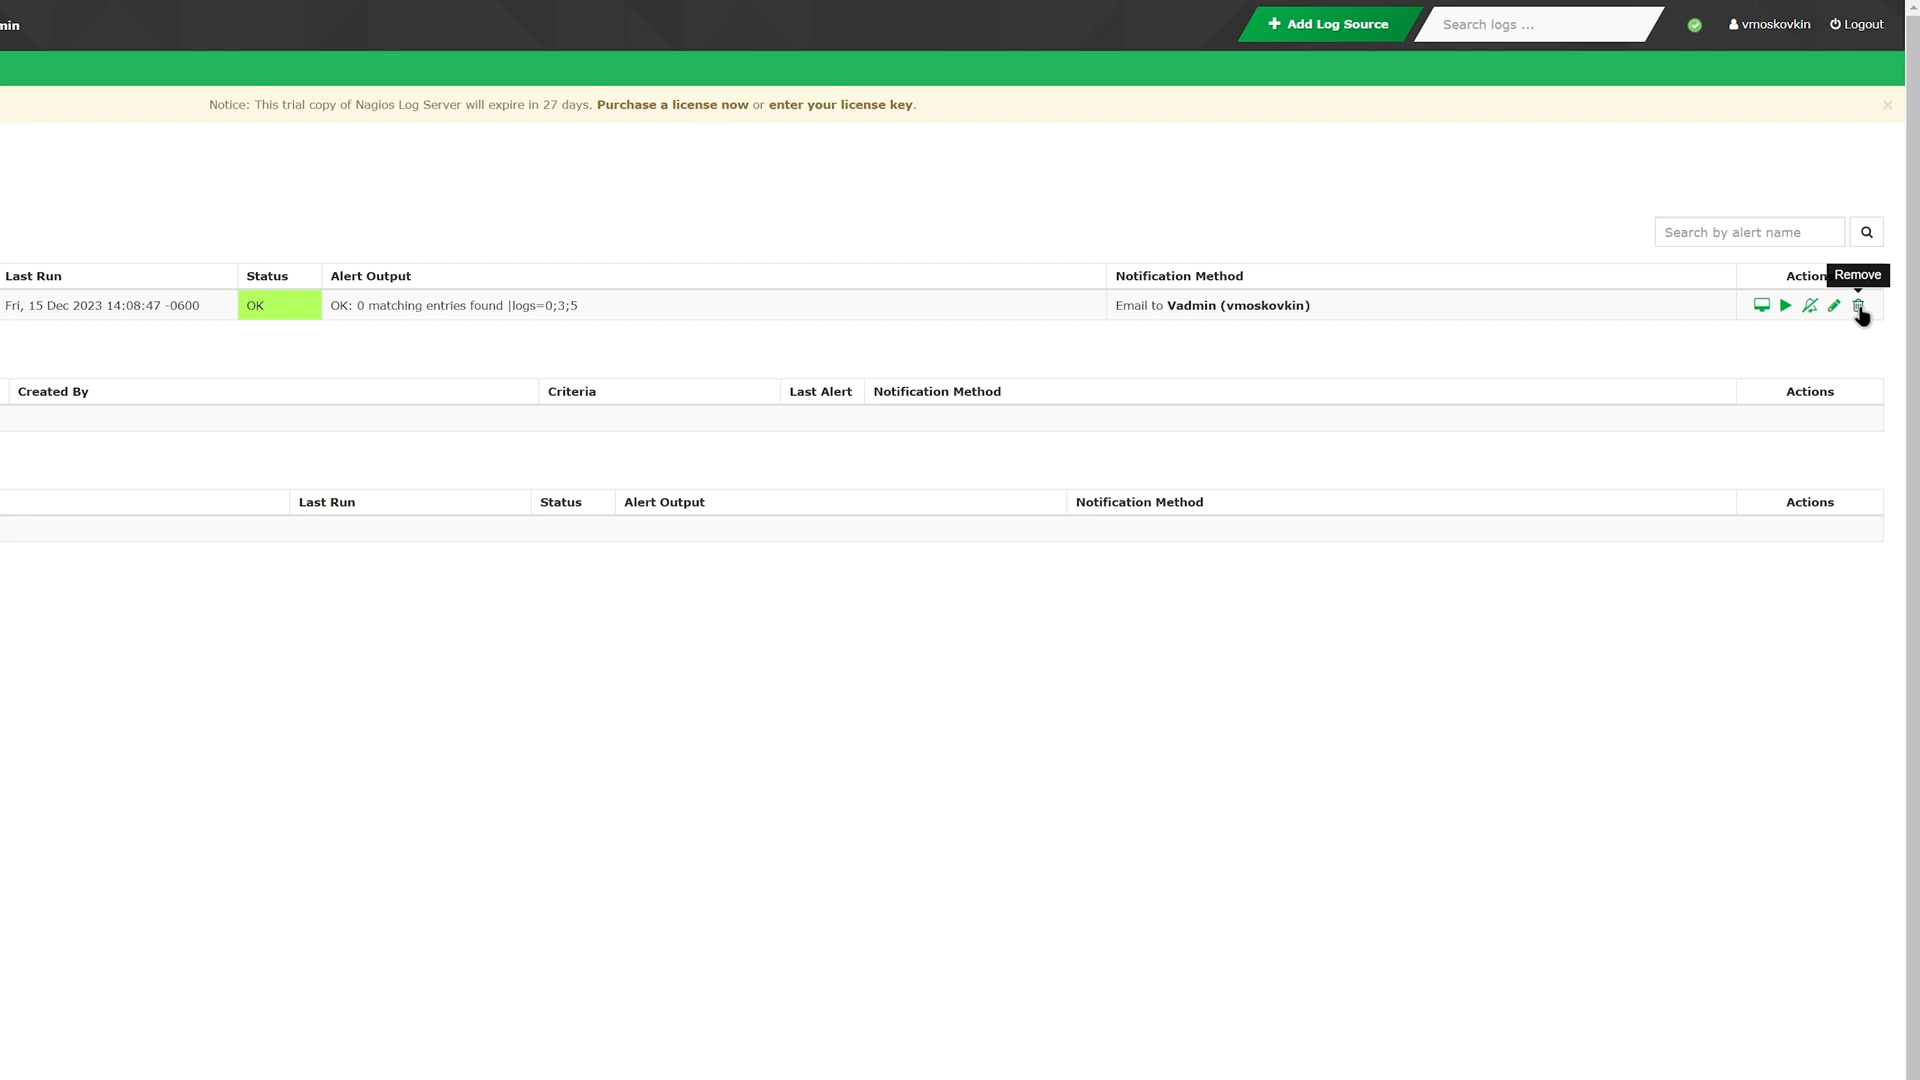 min
Add Log Source
Search logs ...
vmoskovkin
Logout
Notice: This trial copy of Nagios Log Server will expire in 27 days. Purchase a license now or enter your license key.
×
Search by alert name
Last Run Status Alert Output Notification Method Action
Remove
Fri, 15 Dec 2023 14:08:47 -0600 OK OK: 0 matching entries found |logs=0;3;5 Email to Vadmin (vmoskovkin)
Created By Criteria Last Alert Notification Method Actions
Last Run Status Alert Output Notification Method Actions